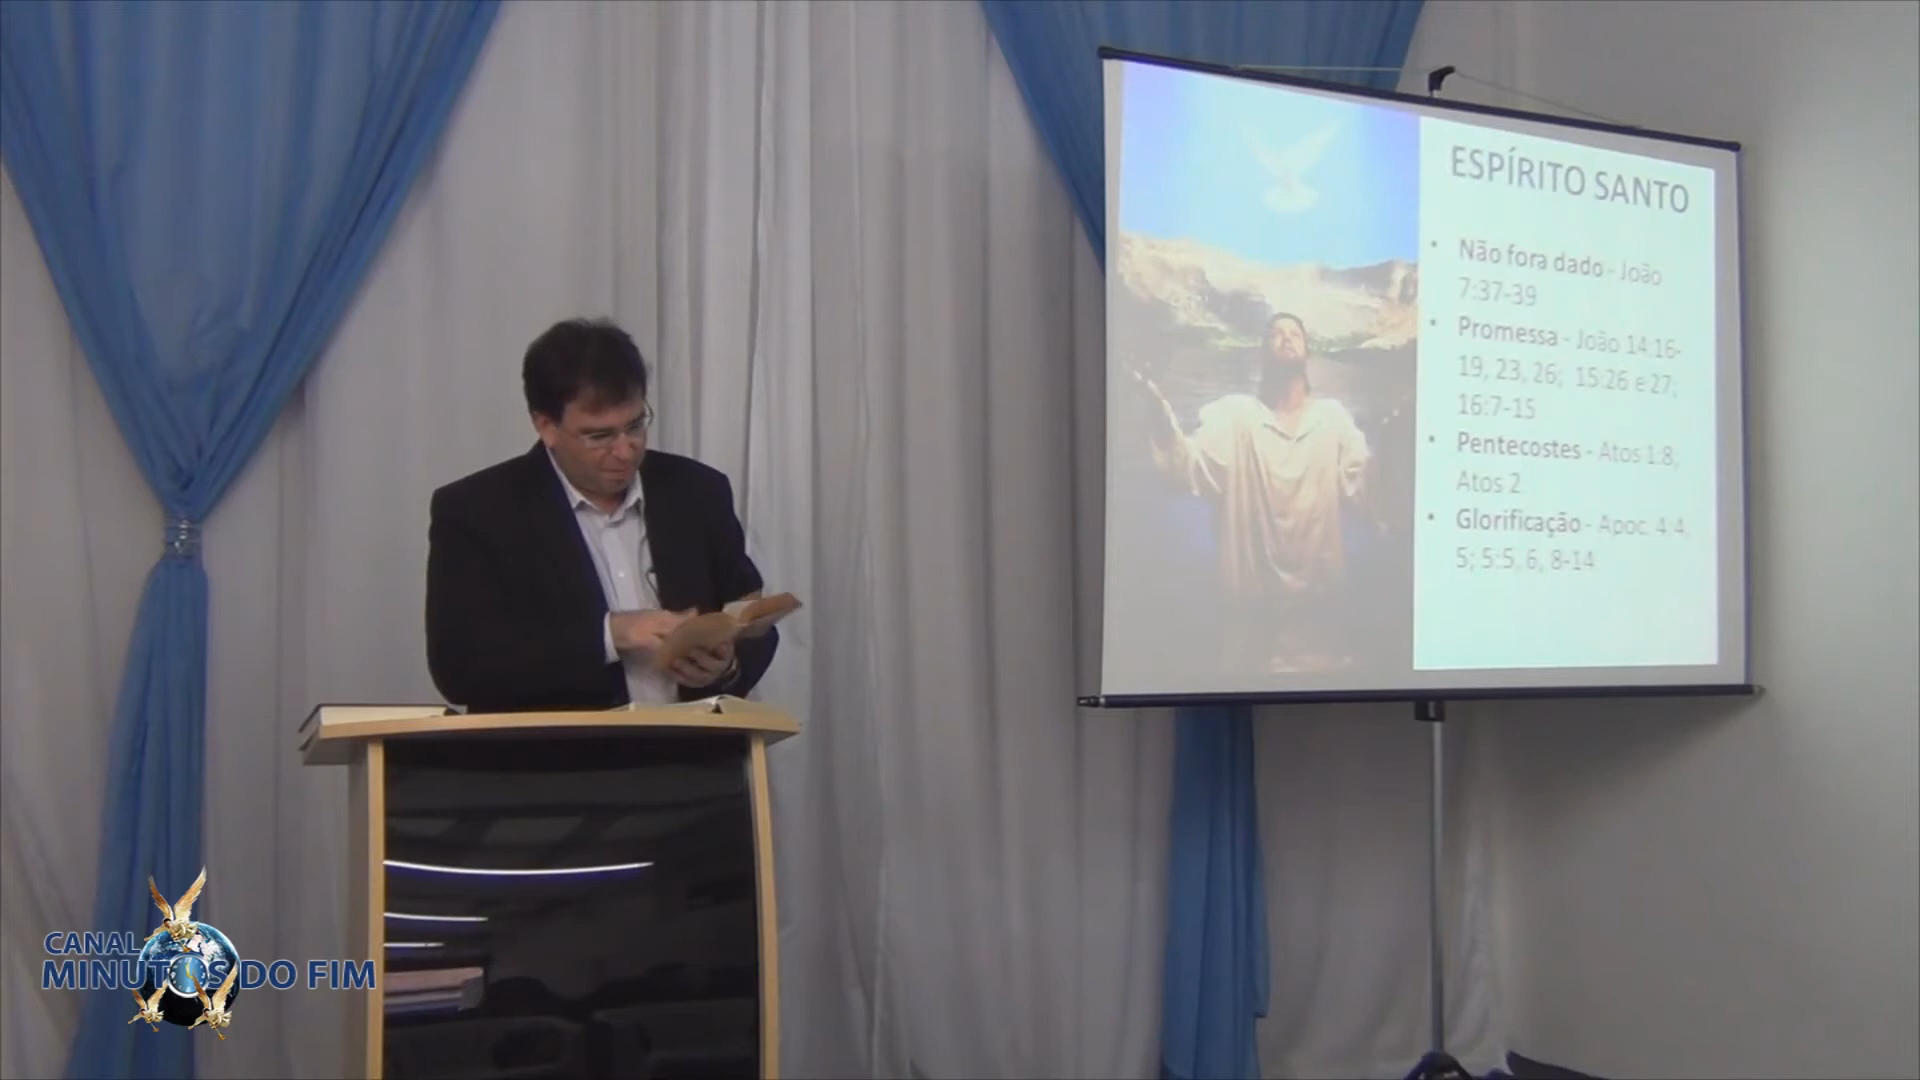 ESPÍRITO SANTO
• Não fora dado - João
7:37-39
• Promessa - João 14:16-
19, 23, 26; 15:26 e 27;
16:7-15
• Pentecostes - Atos 1:8,
Atos 2.
• Glorificação - Apoc. 4:4,
5; 5:5, 6, 8-14
CANAL
MINUTOS DO FIM